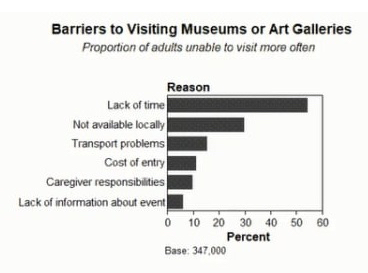 Barriers to Visiting Museums or Art Galleries
Proportion of adults unable to visit more often
Reason
Lack of time
Not available locally
Transport problems
Cost of entry
Caregiver responsibilities
Lack of information about event
0 10 20 30 40 50 60
Percent
Base: 347,000